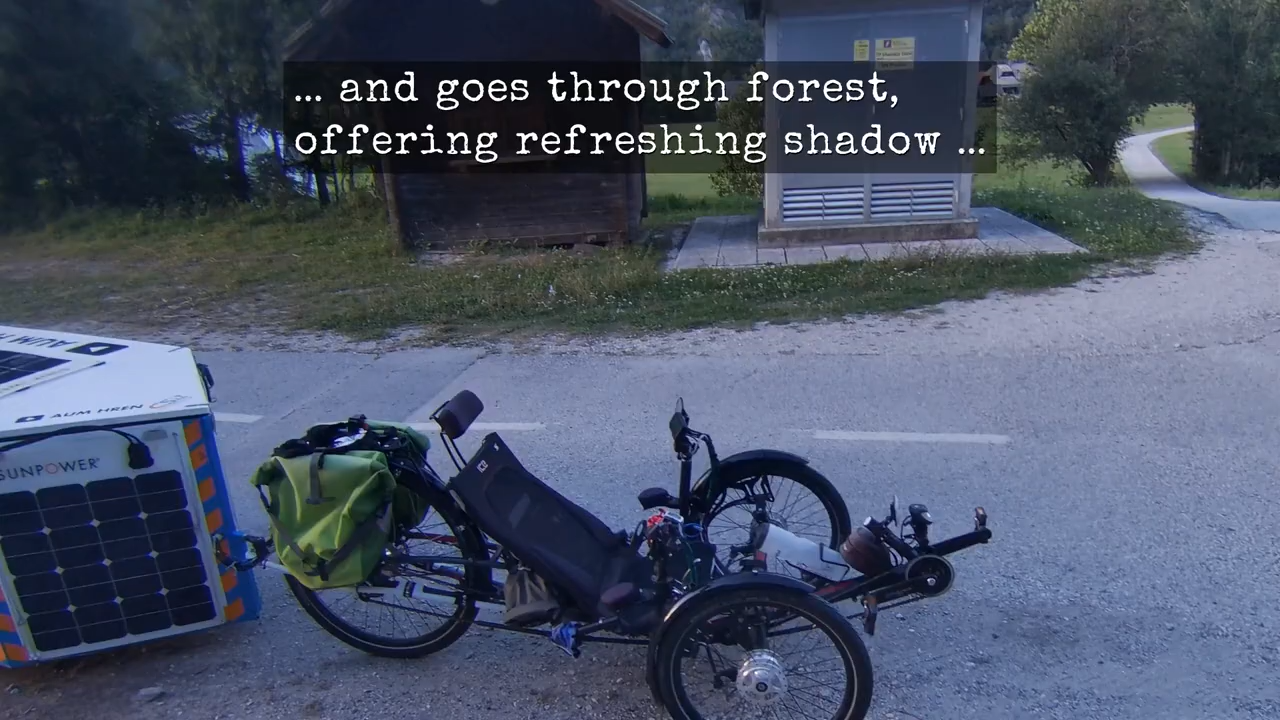 ... and goes through forest,
offering refreshing shadow ...
AUM HREN
SUNPOWER